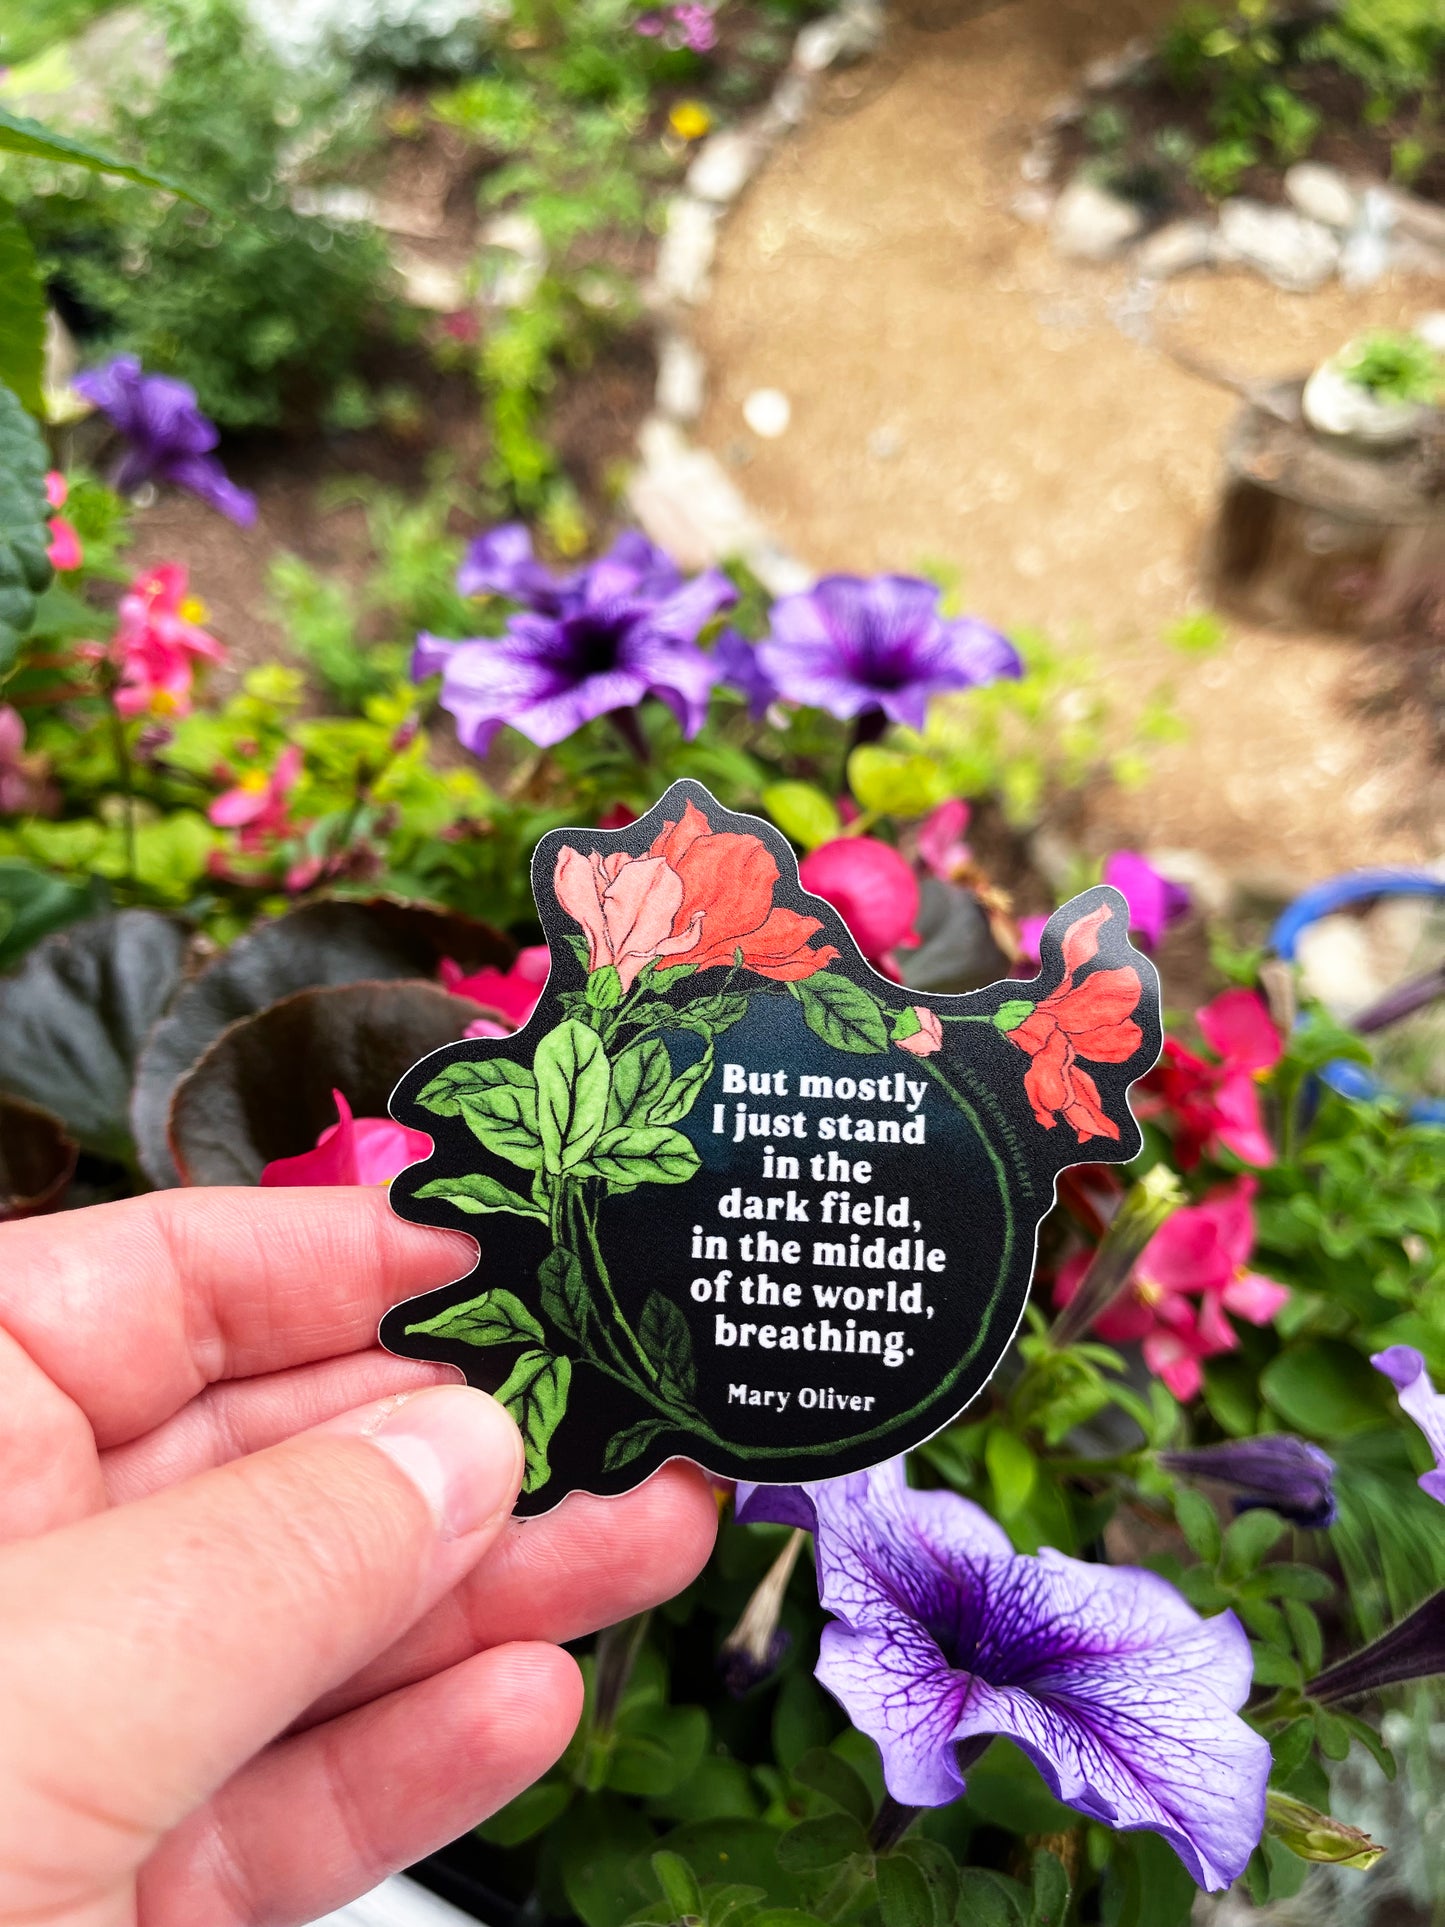 But mostly
I just stand
in the
dark field,
in the middle
of the world,
breathing.
Mary Oliver